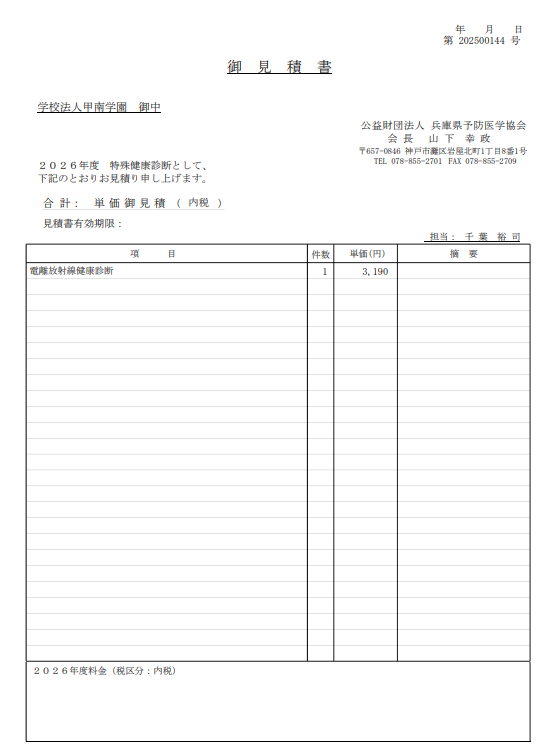 年　月　日
第 202500144 号
御 見 積 書
学校法人甲南学園　御中
公益財団法人 兵庫県予防医学協会
会 長　山 下　幸 政
〒657-0846 神戸市灘区岩屋北町1丁目8番1号
TEL 078-855-2701 FAX 078-855-2709
２０２６年度　特殊健康診断として、
下記のとおりお見積り申し上げます。
合 計：　単 価 御 見 積 （ 内税 ）
見積書有効期限：
担当： 千 葉　裕 司
項　目　件数　単価(円)　摘　要
電離放射線健康診断　1　3,190
２０２６年度料金（税区分：内税）